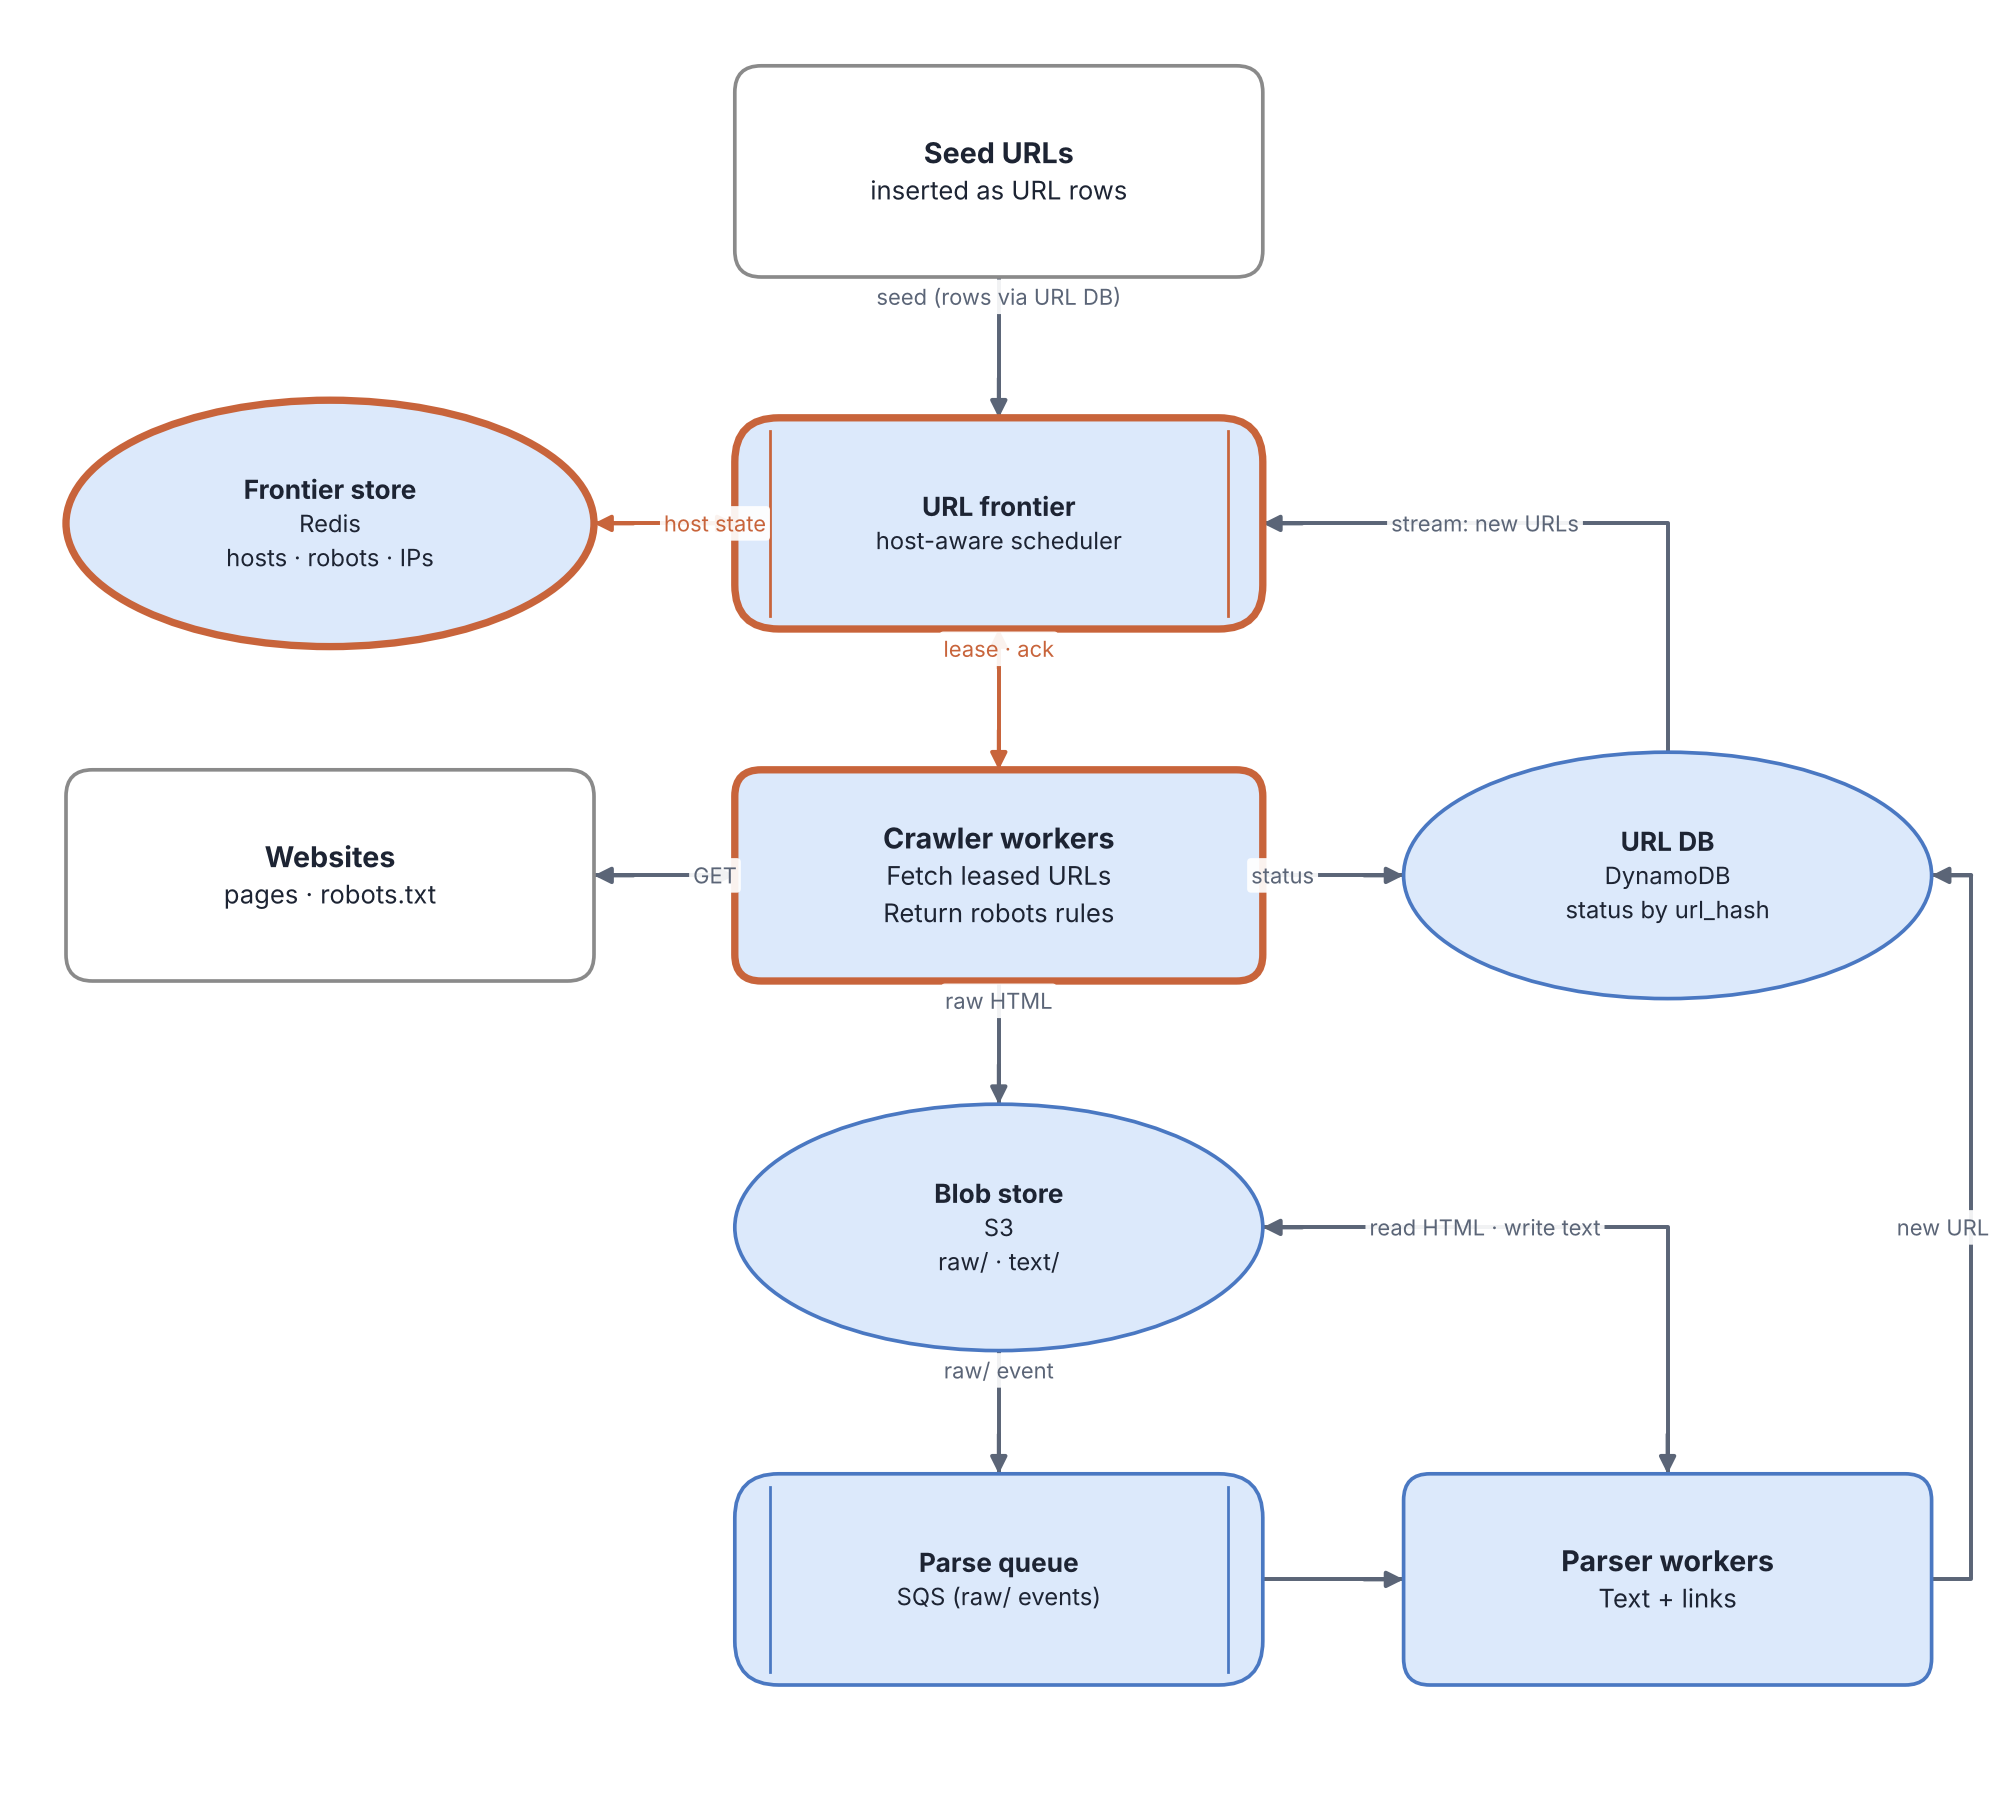 Seed URLs
inserted as URL rows
seed (rows via URL DB)
Frontier store
Redis
hosts · robots · IPs
host state
URL frontier
host-aware scheduler
stream: new URLs
lease · ack
Websites
pages · robots.txt
GET
Crawler workers
Fetch leased URLs
Return robots rules
status
URL DB
DynamoDB
status by url_hash
raw HTML
Blob store
S3
raw/ · text/
read HTML · write text
new URL
raw/ event
Parse queue
SQS (raw/ events)
Parser workers
Text + links